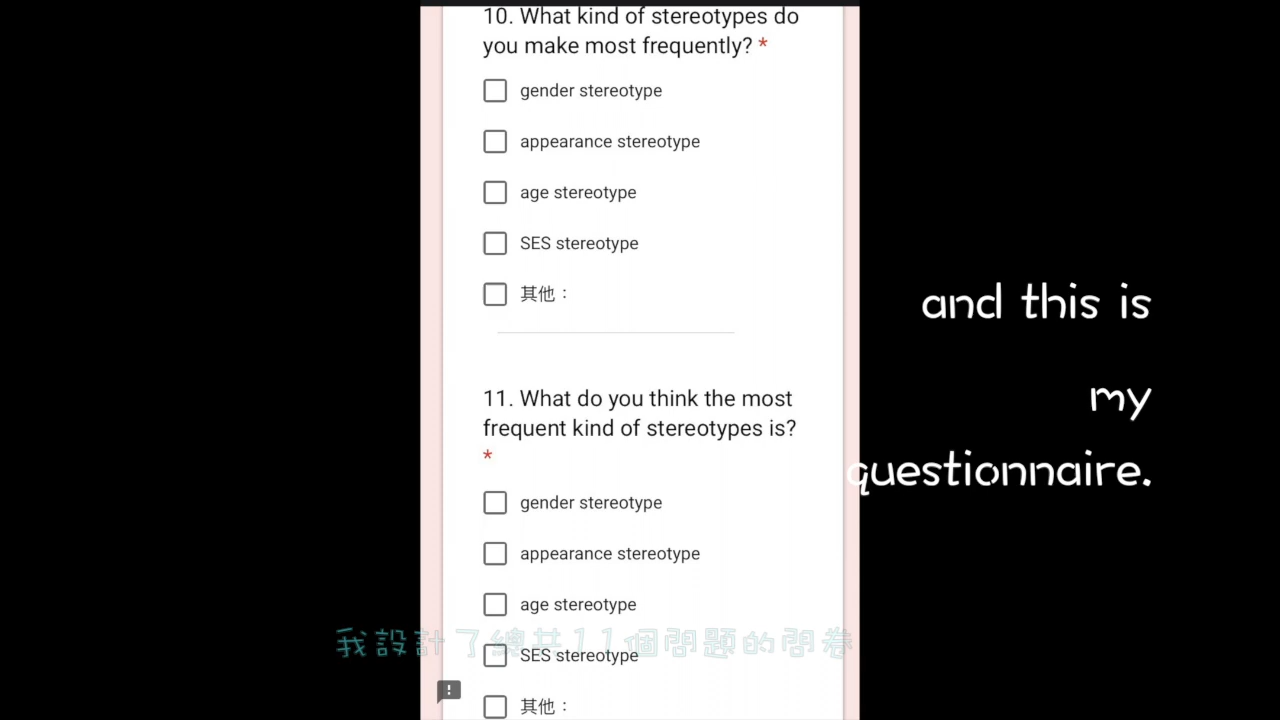 10. What kind of stereotypes do
you make most frequently? *
gender stereotype
appearance stereotype
age stereotype
SES stereotype
其他：
11. What do you think the most
frequent kind of stereotypes is?
*
gender stereotype
appearance stereotype
age stereotype
SES stereotype
其他：
and this is
my
questionnaire.
我設計了總共11個問題的問卷